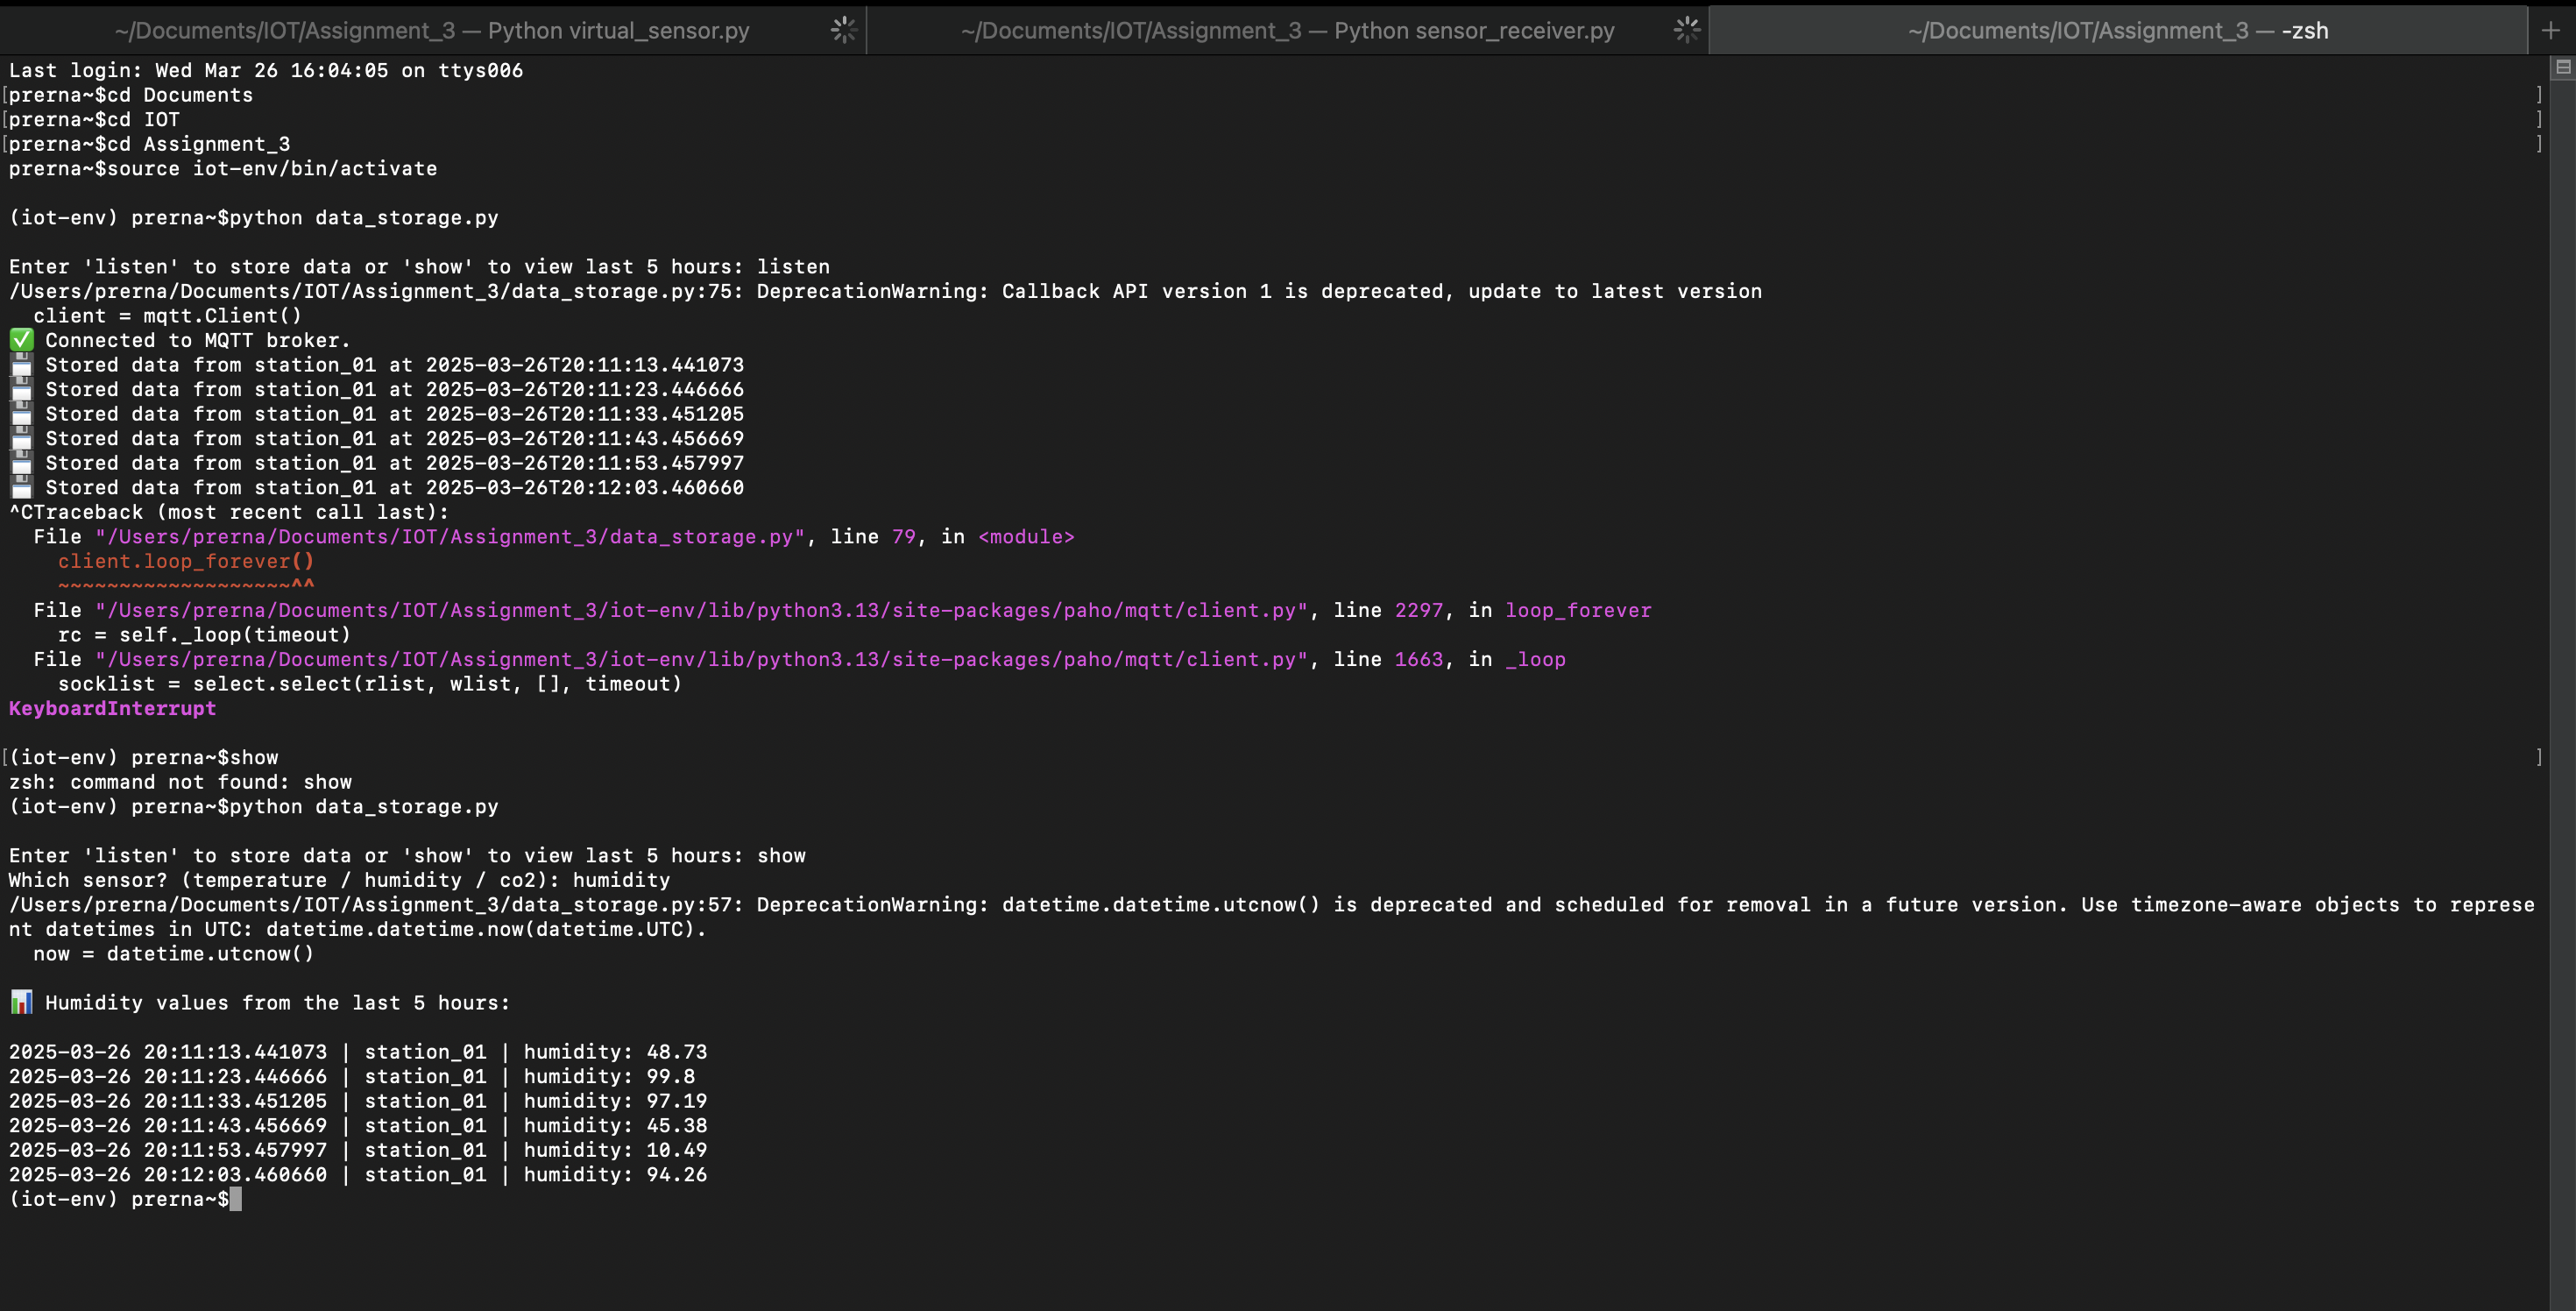 ~/Documents/IOT/Assignment_3 — Python virtual_sensor.py
~/Documents/IOT/Assignment_3 — Python sensor_receiver.py
~/Documents/IOT/Assignment_3 — -zsh
Last login: Wed Mar 26 16:04:05 on ttys006
[prerna~$cd Documents ]
[prerna~$cd IOT ]
[prerna~$cd Assignment_3 ]
prerna~$source iot-env/bin/activate
(iot-env) prerna~$python data_storage.py
Enter 'listen' to store data or 'show' to view last 5 hours: listen
/Users/prerna/Documents/IOT/Assignment_3/data_storage.py:75: DeprecationWarning: Callback API version 1 is deprecated, update to latest version
  client = mqtt.Client()
✅ Connected to MQTT broker.
💾 Stored data from station_01 at 2025-03-26T20:11:13.441073
💾 Stored data from station_01 at 2025-03-26T20:11:23.446666
💾 Stored data from station_01 at 2025-03-26T20:11:33.451205
💾 Stored data from station_01 at 2025-03-26T20:11:43.456669
💾 Stored data from station_01 at 2025-03-26T20:11:53.457997
💾 Stored data from station_01 at 2025-03-26T20:12:03.460660
^CTraceback (most recent call last):
  File "/Users/prerna/Documents/IOT/Assignment_3/data_storage.py", line 79, in <module>
    client.loop_forever()
    ~~~~~~~~~~~~~~~~~~~^^
  File "/Users/prerna/Documents/IOT/Assignment_3/iot-env/lib/python3.13/site-packages/paho/mqtt/client.py", line 2297, in loop_forever
    rc = self._loop(timeout)
  File "/Users/prerna/Documents/IOT/Assignment_3/iot-env/lib/python3.13/site-packages/paho/mqtt/client.py", line 1663, in _loop
    socklist = select.select(rlist, wlist, [], timeout)
KeyboardInterrupt
[(iot-env) prerna~$show ]
zsh: command not found: show
(iot-env) prerna~$python data_storage.py
Enter 'listen' to store data or 'show' to view last 5 hours: show
Which sensor? (temperature / humidity / co2): humidity
/Users/prerna/Documents/IOT/Assignment_3/data_storage.py:57: DeprecationWarning: datetime.datetime.utcnow() is deprecated and scheduled for removal in a future version. Use timezone-aware objects to represe
nt datetimes in UTC: datetime.datetime.now(datetime.UTC).
  now = datetime.utcnow()
📊 Humidity values from the last 5 hours:
2025-03-26 20:11:13.441073 | station_01 | humidity: 48.73
2025-03-26 20:11:23.446666 | station_01 | humidity: 99.8
2025-03-26 20:11:33.451205 | station_01 | humidity: 97.19
2025-03-26 20:11:43.456669 | station_01 | humidity: 45.38
2025-03-26 20:11:53.457997 | station_01 | humidity: 10.49
2025-03-26 20:12:03.460660 | station_01 | humidity: 94.26
(iot-env) prerna~$